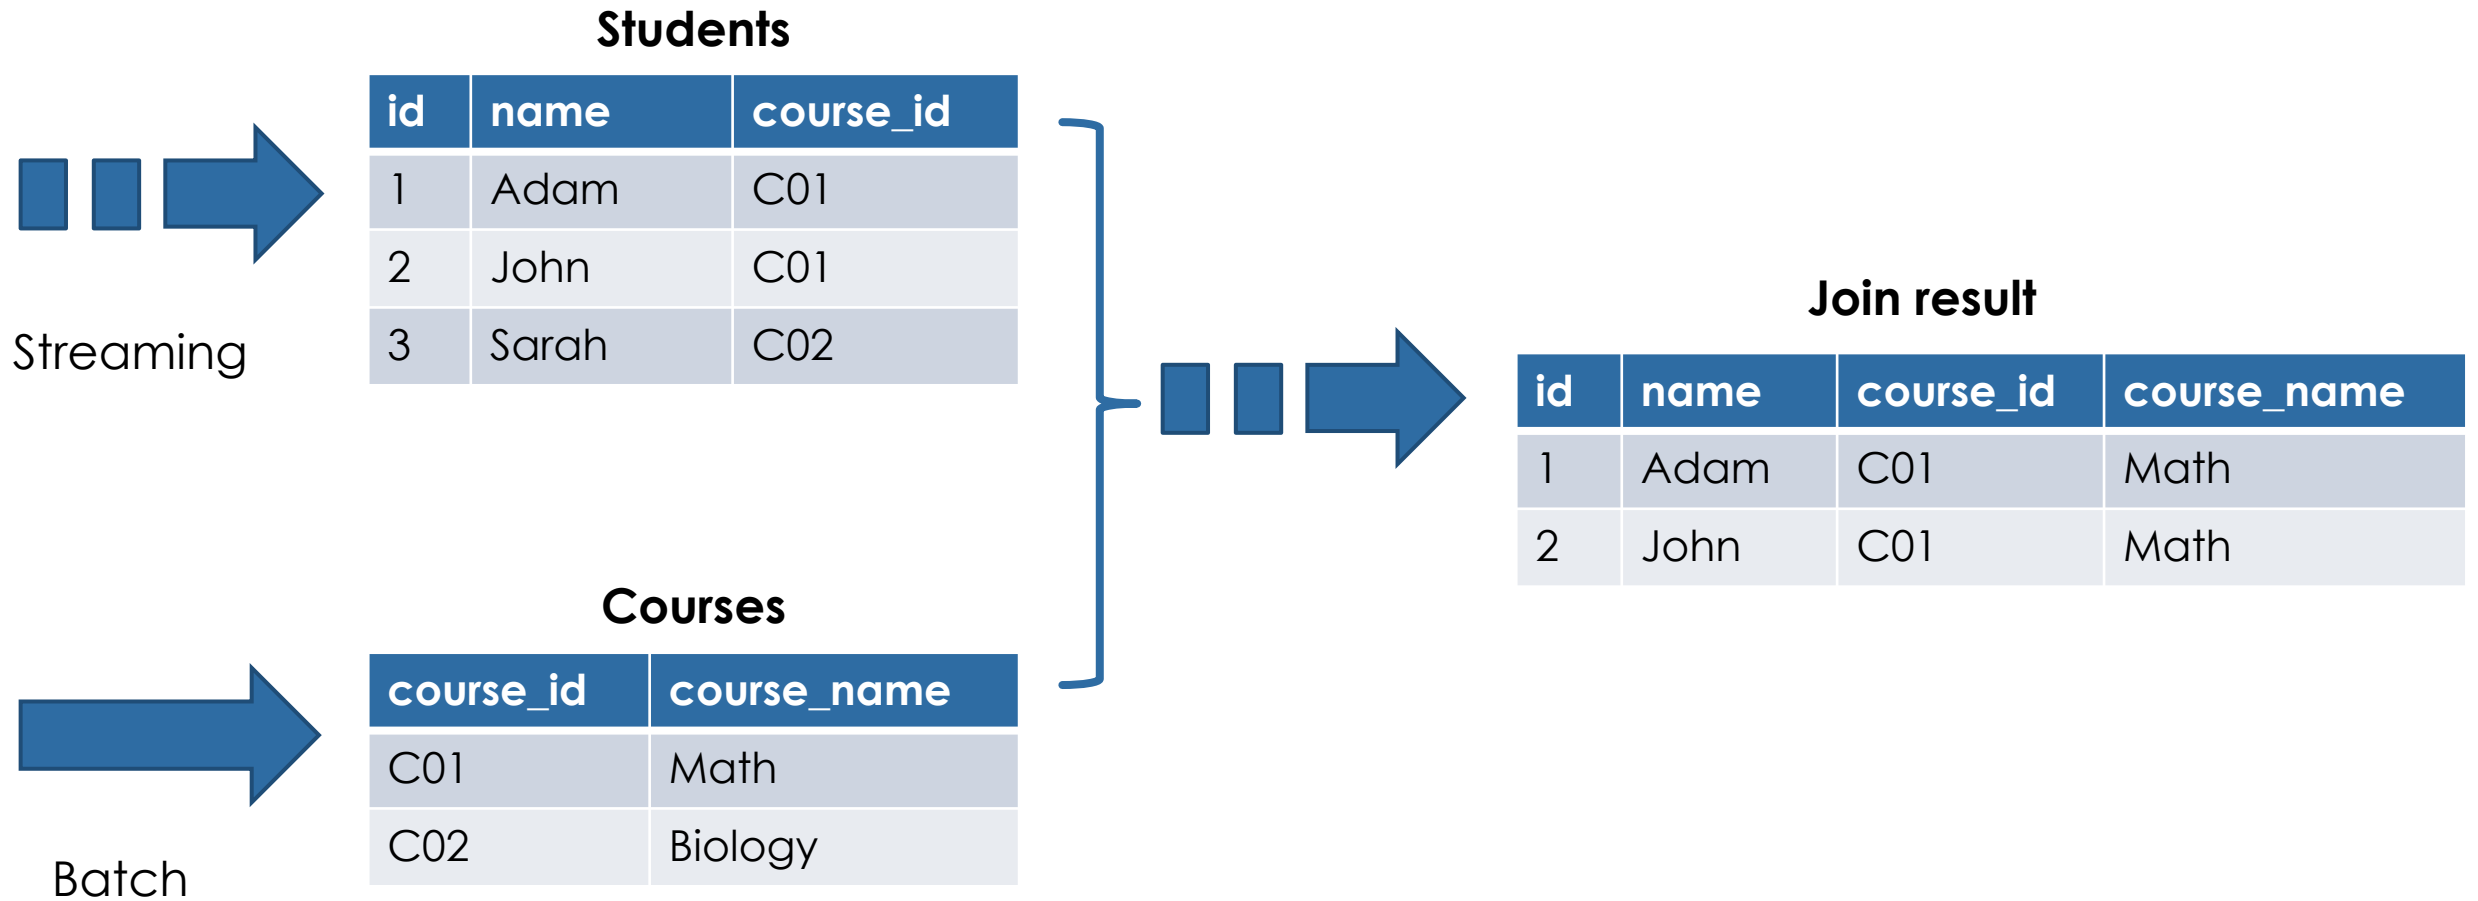 Students
id name course_id
1 Adam C01
2 John C01
3 Sarah C02
Streaming
Courses
course_id course_name
C01 Math
C02 Biology
Batch
Join result
id name course_id course_name
1 Adam C01 Math
2 John C01 Math